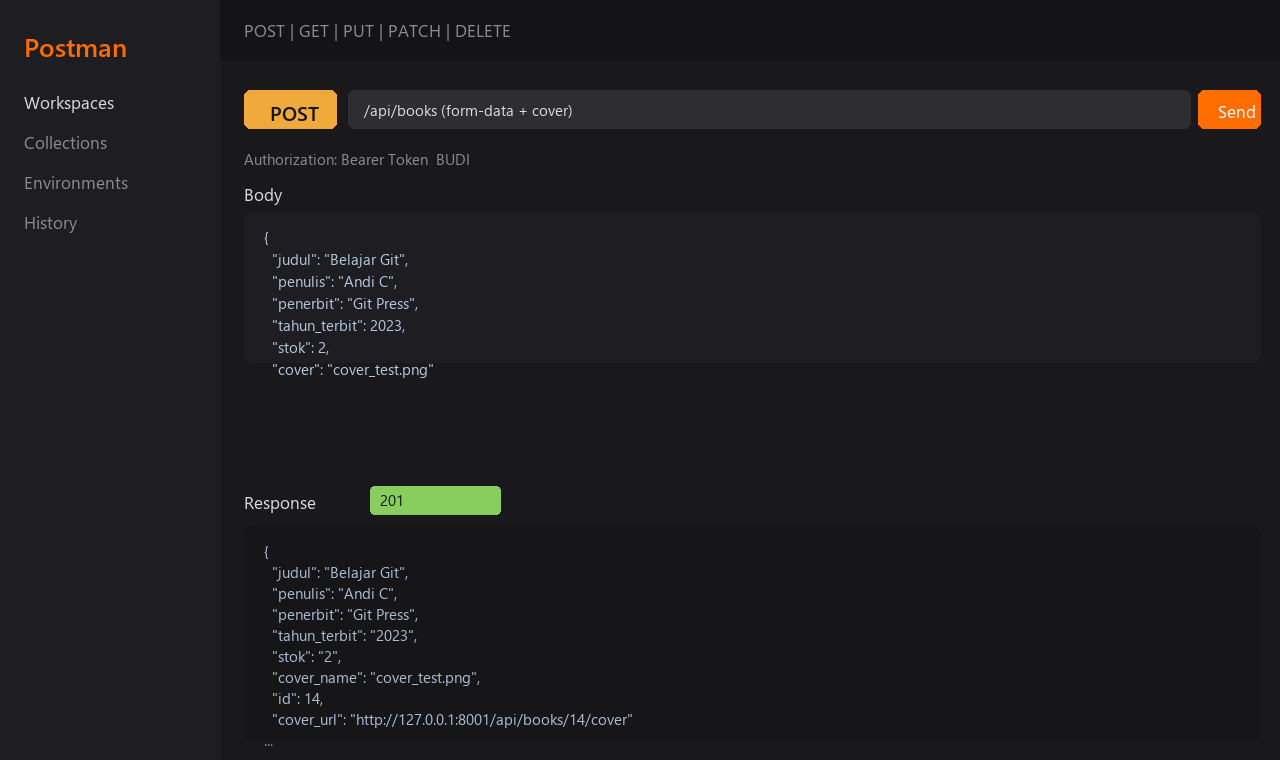 Postman
Workspaces
Collections
Environments
History
POST | GET | PUT | PATCH | DELETE
POST
/api/books (form-data + cover)
Send
Authorization: Bearer Token  BUDI
Body
{
  "judul": "Belajar Git",
  "penulis": "Andi C",
  "penerbit": "Git Press",
  "tahun_terbit": 2023,
  "stok": 2,
  "cover": "cover_test.png"
Response
201
{
  "judul": "Belajar Git",
  "penulis": "Andi C",
  "penerbit": "Git Press",
  "tahun_terbit": "2023",
  "stok": "2",
  "cover_name": "cover_test.png",
  "id": 14,
  "cover_url": "http://127.0.0.1:8001/api/books/14/cover"
...